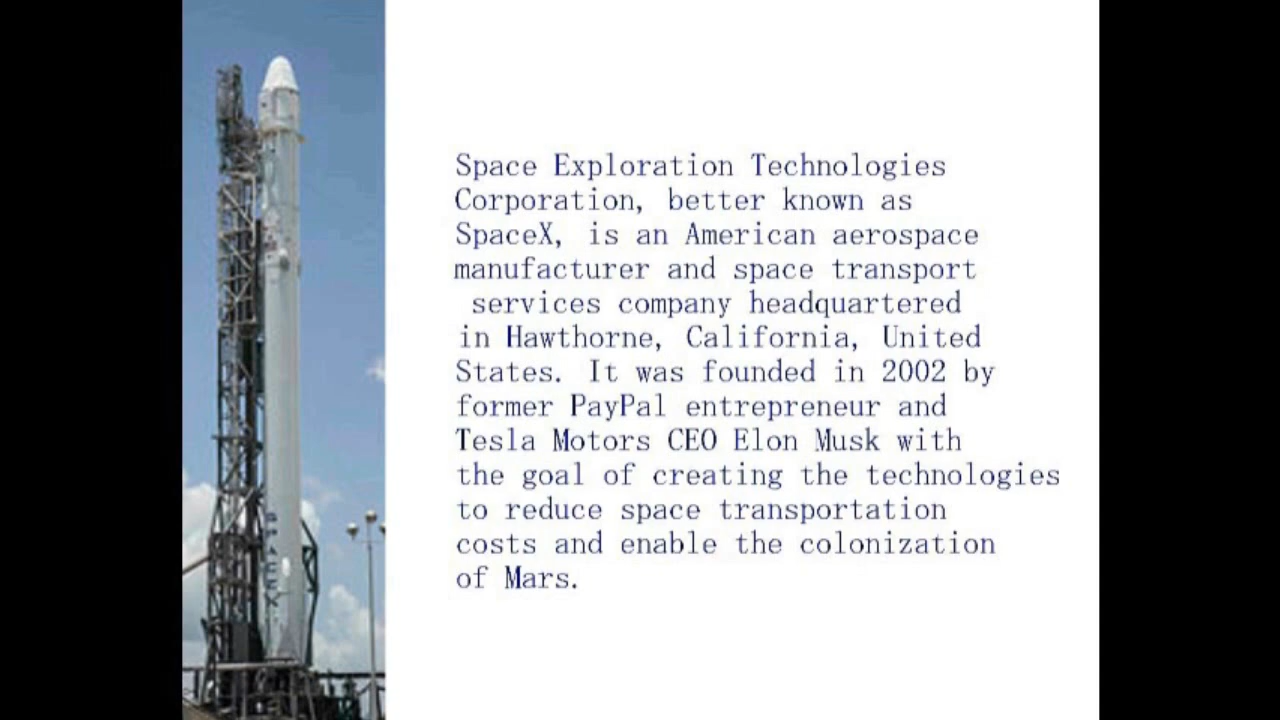 Space Exploration Technologies
Corporation, better known as
SpaceX, is an American aerospace
manufacturer and space transport
services company headquartered
in Hawthorne, California, United
States. It was founded in 2002 by
former PayPal entrepreneur and
Tesla Motors CEO Elon Musk with
the goal of creating the technologies
to reduce space transportation
costs and enable the colonization
of Mars.
SPACEX